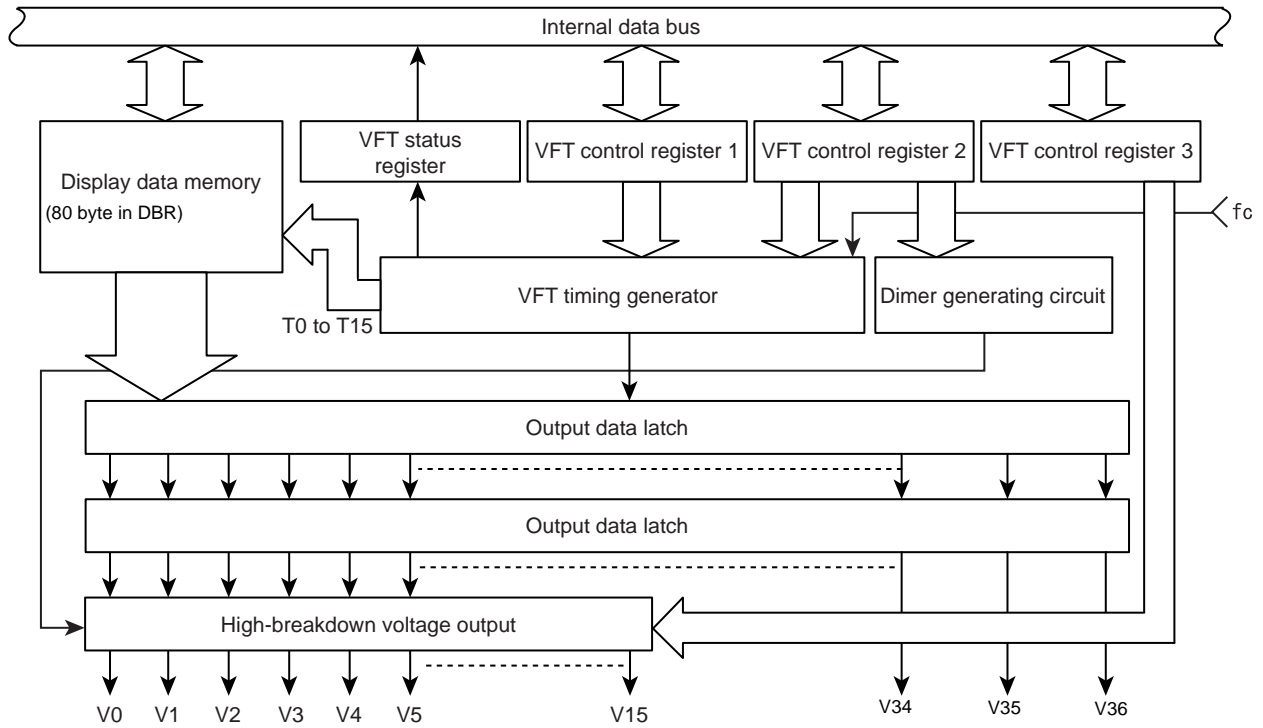 Internal data bus
VFT status
register
VFT control register 1
VFT control register 2
VFT control register 3
Display data memory
(80 byte in DBR)
fc
VFT timing generator
Dimer generating circuit
T0 to T15
Output data latch
Output data latch
High-breakdown voltage output
V0
V1
V2
V3
V4
V5
V15
V34
V35
V36